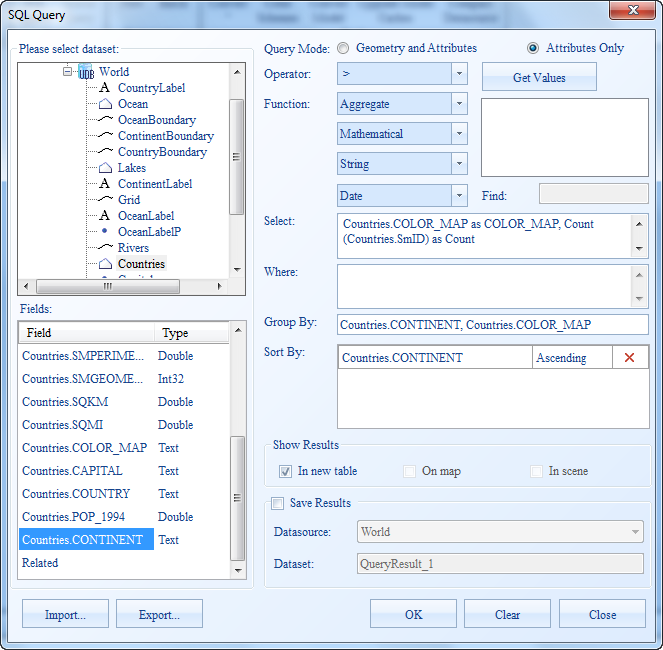 SQL Query
Please select dataset:
World
CountryLabel
Ocean
OceanBoundary
ContinentBoundary
CountryBoundary
Lakes
ContinentLabel
Grid
OceanLabel
OceanLabelP
Rivers
Countries
Fields:
Field Type
Countries.SMPERIME... Double
Countries.SMGEOME... Int32
Countries.SQKM Double
Countries.SQMI Double
Countries.COLOR_MAP Text
Countries.CAPITAL Text
Countries.COUNTRY Text
Countries.POP_1994 Double
Countries.CONTINENT Text
Related
Query Mode: Geometry and Attributes Attributes Only
Operator: > Get Values
Function: Aggregate
Mathematical
String
Date Find:
Select: Countries.COLOR_MAP as COLOR_MAP, Count
(Countries.SmID) as Count
Where:
Group By: Countries.CONTINENT, Countries.COLOR_MAP
Sort By: Countries.CONTINENT Ascending
Show Results
In new table On map In scene
Save Results
Datasource: World
Dataset: QueryResult_1
Import... Export... OK Clear Close